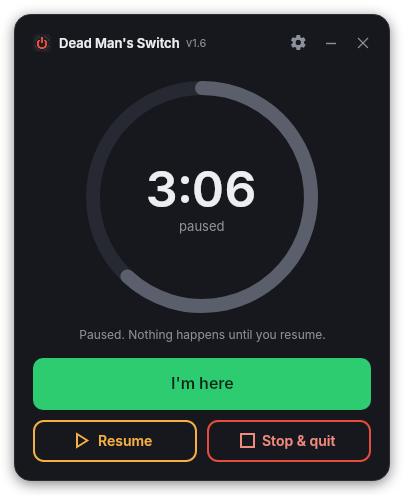 Dead Man's Switch v1.6
3:06
paused
Paused. Nothing happens until you resume.
I'm here
Resume
Stop & quit